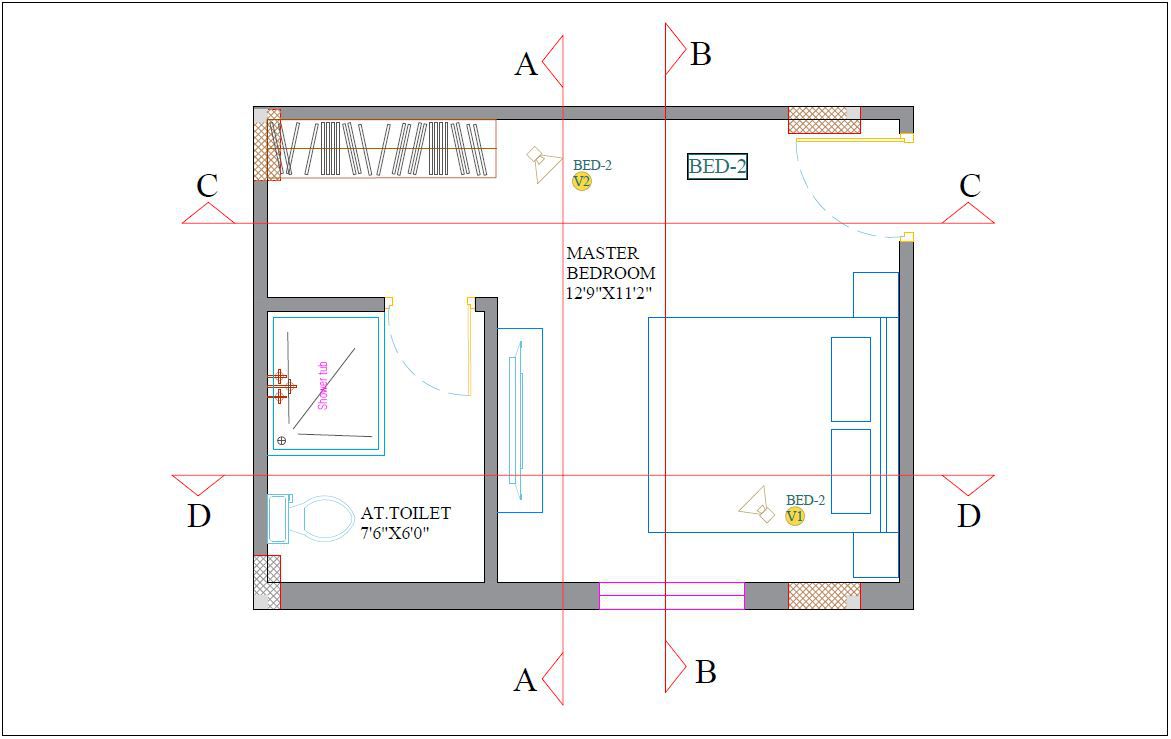 A
B
BED-2
V2
BED-2
C
C
MASTER
BEDROOM
12'9"X11'2"
Shower tub
D
D
AT.TOILET
7'6"X6'0"
BED-2
V1
A
B